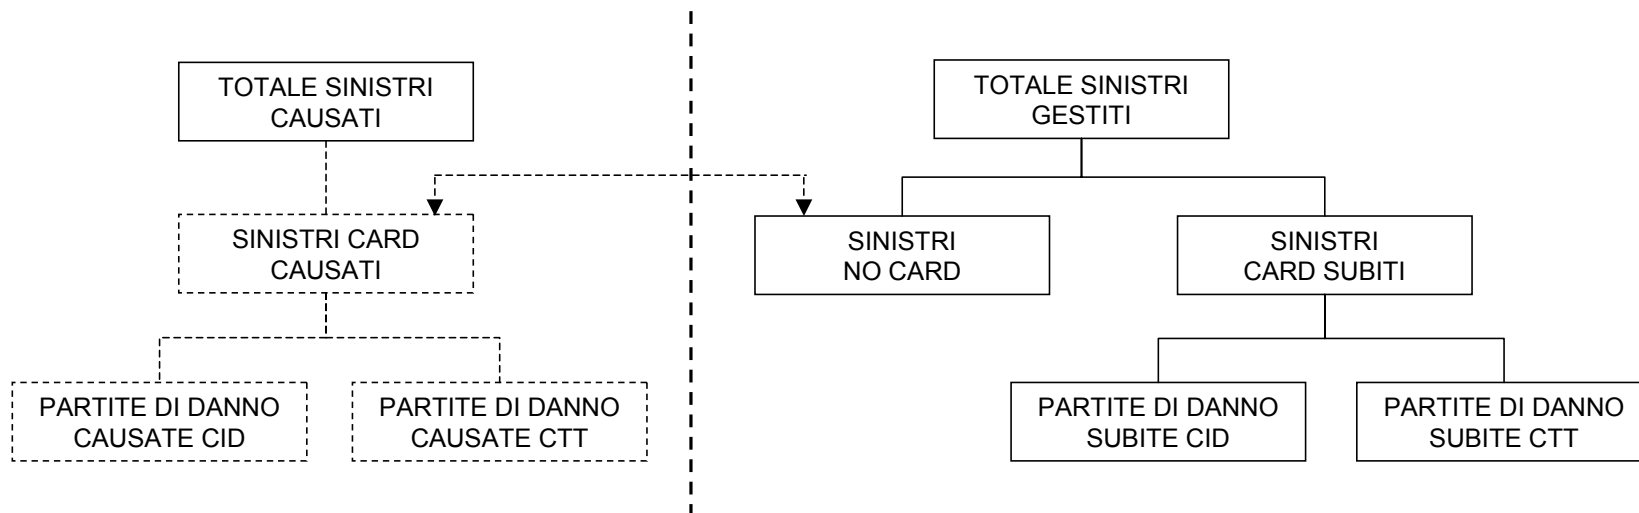 TOTALE SINISTRI
CAUSATI
TOTALE SINISTRI
GESTITI
SINISTRI CARD
CAUSATI
SINISTRI
NO CARD
SINISTRI
CARD SUBITI
PARTITE DI DANNO
CAUSATE CID
PARTITE DI DANNO
CAUSATE CTT
PARTITE DI DANNO
SUBITE CID
PARTITE DI DANNO
SUBITE CTT